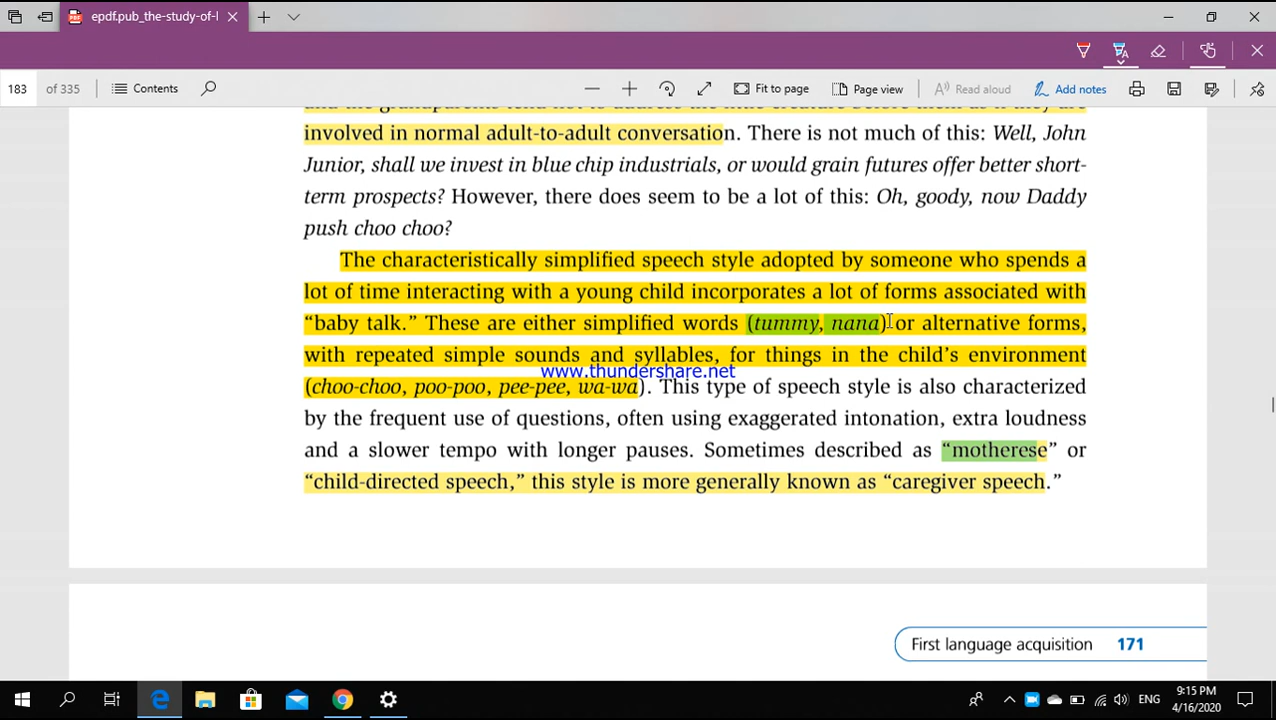 epdf.pub_the-study-of-l
183 of 335 Contents Fit to page Page view Read aloud Add notes
involved in normal adult-to-adult conversation. There is not much of this: Well, John
Junior, shall we invest in blue chip industrials, or would grain futures offer better short-
term prospects? However, there does seem to be a lot of this: Oh, goody, now Daddy
push choo choo?
The characteristically simplified speech style adopted by someone who spends a
lot of time interacting with a young child incorporates a lot of forms associated with
“baby talk.” These are either simplified words (tummy, nana) or alternative forms,
with repeated simple sounds and syllables, for things in the child’s environment
www.thundershare.net
(choo-choo, poo-poo, pee-pee, wa-wa). This type of speech style is also characterized
by the frequent use of questions, often using exaggerated intonation, extra loudness
and a slower tempo with longer pauses. Sometimes described as “motherese” or
“child-directed speech,” this style is more generally known as “caregiver speech.”
First language acquisition 171
ENG
9:15 PM
4/16/2020